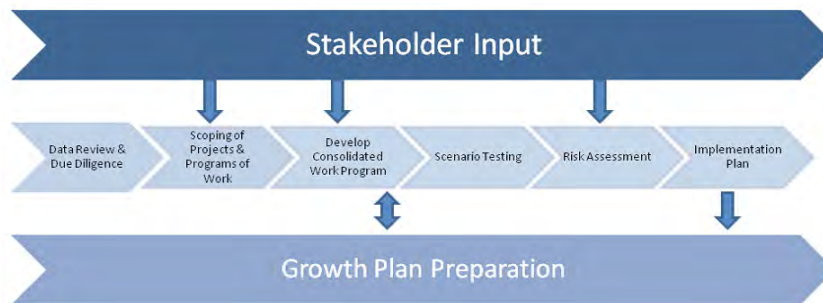 Stakeholder Input
Data Review &
Due Diligence
Scoping of
Projects &
Programs of
Work
Develop
Consolidated
Work Program
Scenario Testing
Risk Assessment
Implementation
Plan
Growth Plan Preparation